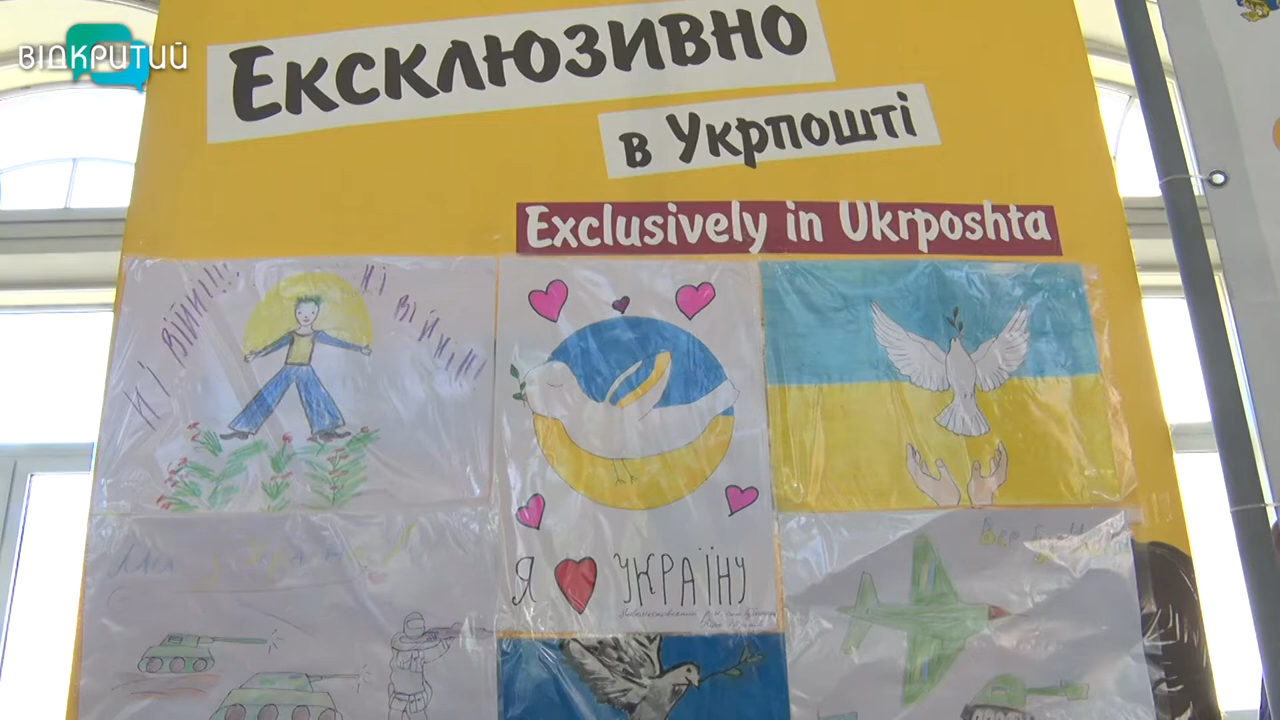 ВІДКРИТИЙ
Ексклюзивно
в Укрпошті
Exclusively in Ukrposhta
НІ ВІЙНІ!!!
НІ ВІЙНІ!!!
Я УКРАЇНУ